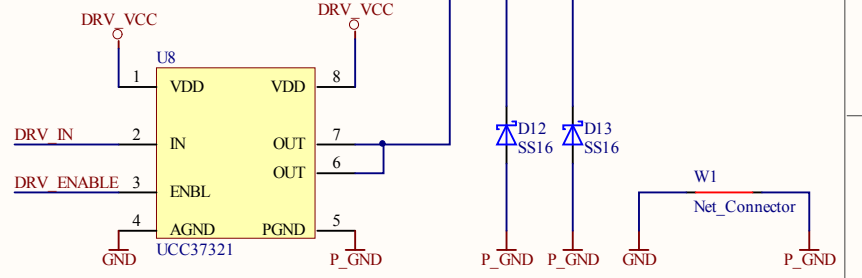 DRV_VCC
DRV_VCC
U8
1 VDD VDD 8
DRV_IN 2 IN OUT 7
OUT 6
DRV_ENABLE 3 ENBL
4 AGND PGND 5
UCC37321
GND
P_GND
D12
SS16
D13
SS16
P_GND
P_GND
W1
Net_Connector
GND
P_GND